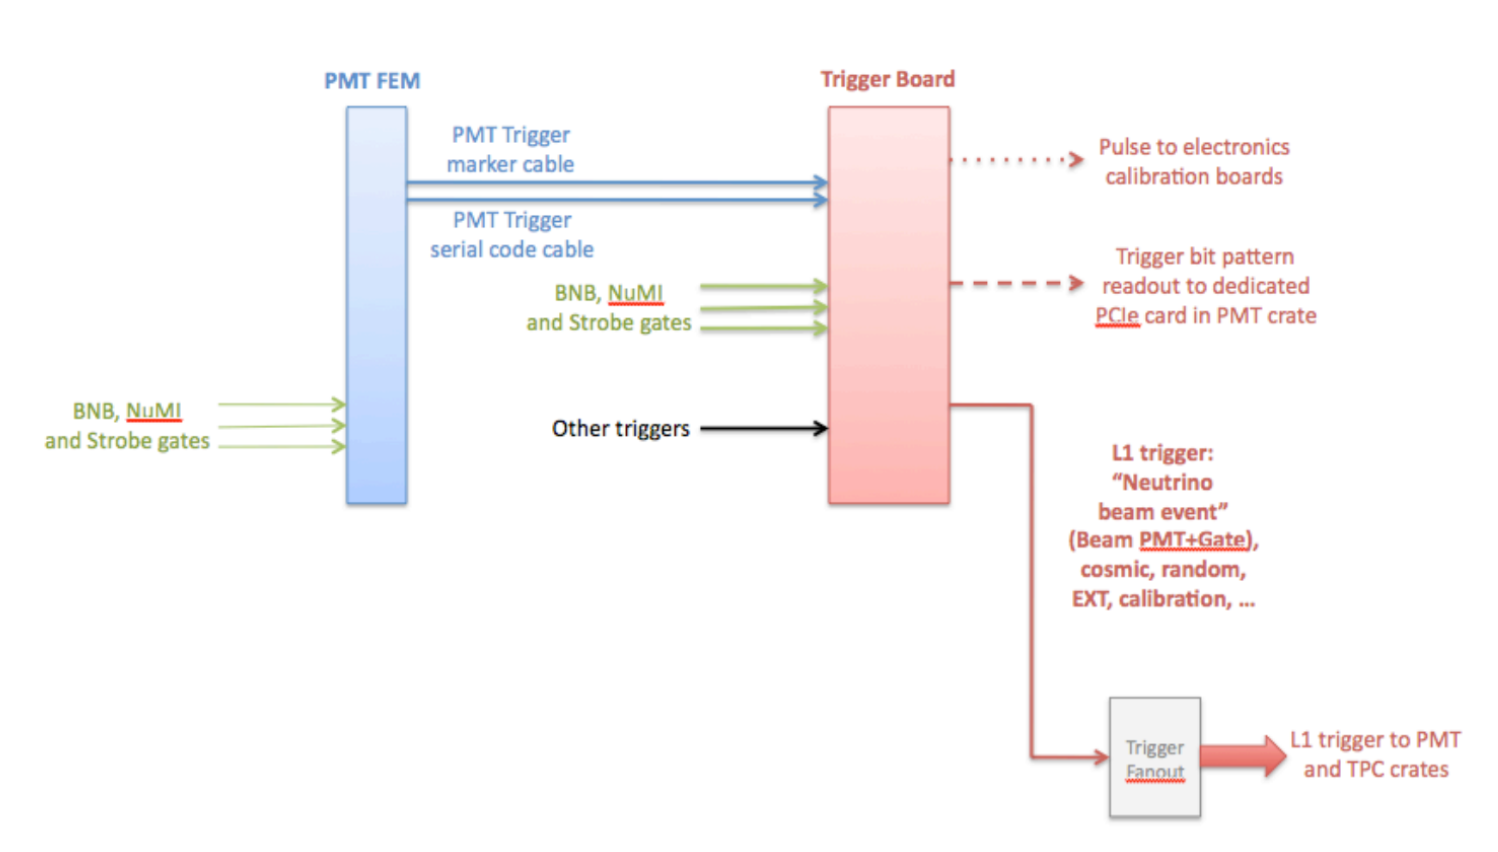 PMT FEM
Trigger Board
PMT Trigger
marker cable
PMT Trigger
serial code cable
Pulse to electronics
calibration boards
Trigger bit pattern
readout to dedicated
PCIe card in PMT crate
BNB, NuMI
and Strobe gates
BNB, NuMI
and Strobe gates
Other triggers
L1 trigger:
“Neutrino
beam event”
(Beam PMT+Gate),
cosmic, random,
EXT, calibration, ...
Trigger
Fanout
L1 trigger to PMT
and TPC crates